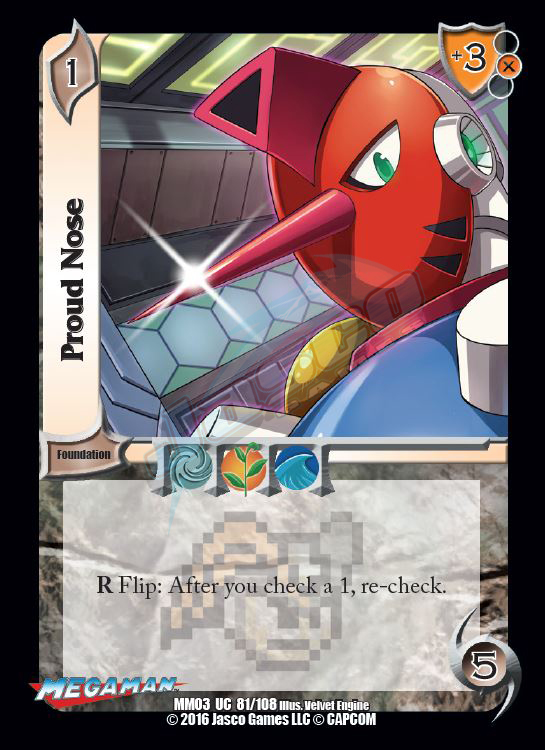 1
+3
Proud Nose
Foundation
R Flip: After you check a 1, re-check.
5
MEGAMAN™
MM03 UC 81/108 Illus. Velvet Engine
© 2016 Jasco Games LLC © CAPCOM